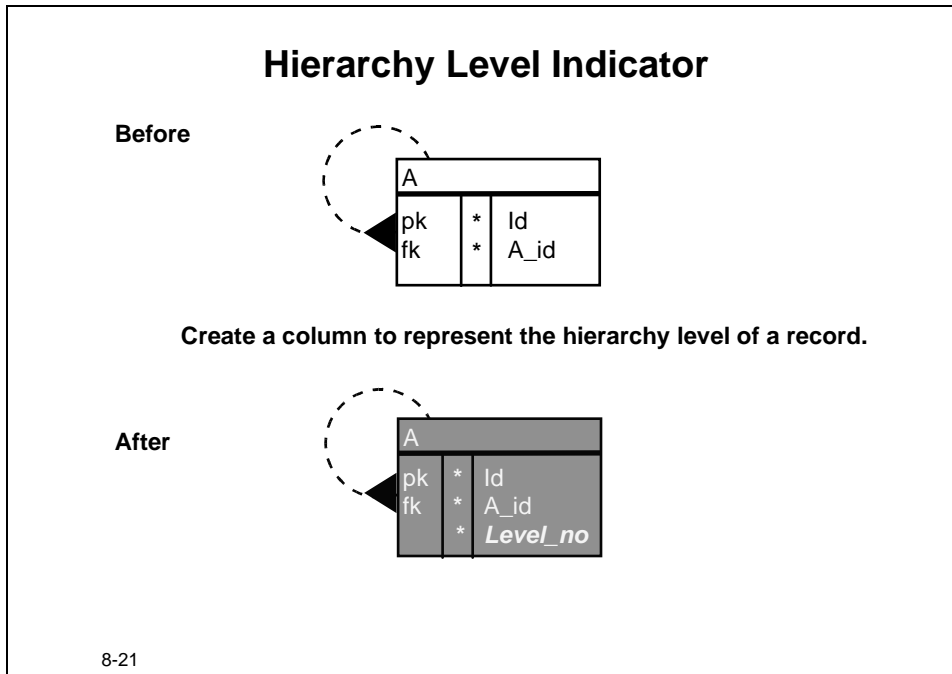 Hierarchy Level Indicator
Before
A
pk * Id
fk * A_id
Create a column to represent the hierarchy level of a record.
After
A
pk * Id
fk * A_id
* Level_no
8-21